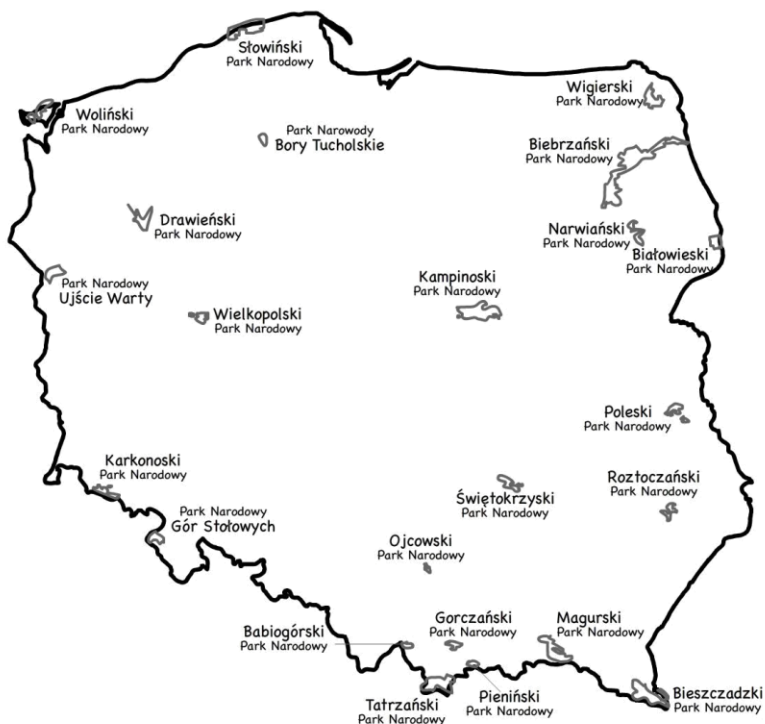 Słowiński
Park Narodowy
Woliński
Park Narodowy
Park Narowody
Bory Tucholskie
Wigierski
Park Narodowy
Biebrzański
Park Narodowy
Drawieński
Park Narodowy
Narwiański
Park Narodowy
Białowieski
Park Narodowy
Park Narodowy
Ujście Warty
Kampinoski
Park Narodowy
Wielkopolski
Park Narodowy
Poleski
Park Narodowy
Karkonoski
Park Narodowy
Świętokrzyski
Park Narodowy
Roztoczański
Park Narodowy
Park Narodowy
Gór Stołowych
Ojcowski
Park Narodowy
Babiogórski
Park Narodowy
Gorczański
Park Narodowy
Magurski
Park Narodowy
Tatrzański
Park Narodowy
Pieniński
Park Narodowy
Bieszczadzki
Park Narodowy